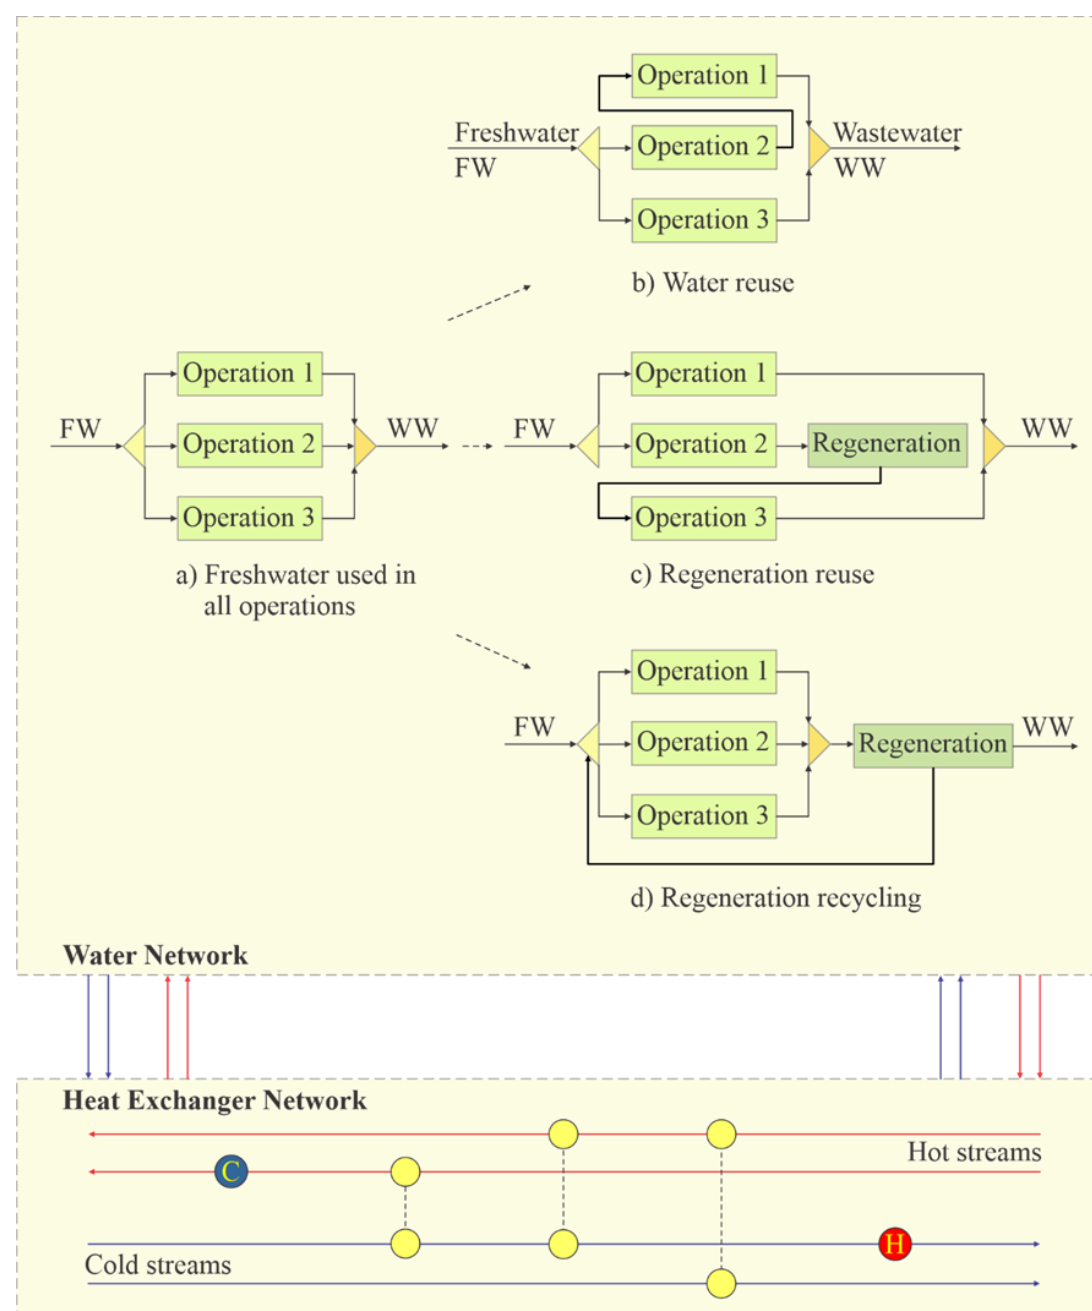 Operation 1
Freshwater
FW
Operation 2
Wastewater
WW
Operation 3
b) Water reuse
Operation 1
FW
Operation 2
WW
Operation 3
a) Freshwater used in
all operations
Operation 1
FW
Operation 2
Regeneration
WW
Operation 3
c) Regeneration reuse
Operation 1
FW
Operation 2
Regeneration
WW
Operation 3
d) Regeneration recycling
Water Network
Heat Exchanger Network
Hot streams
C
H
Cold streams